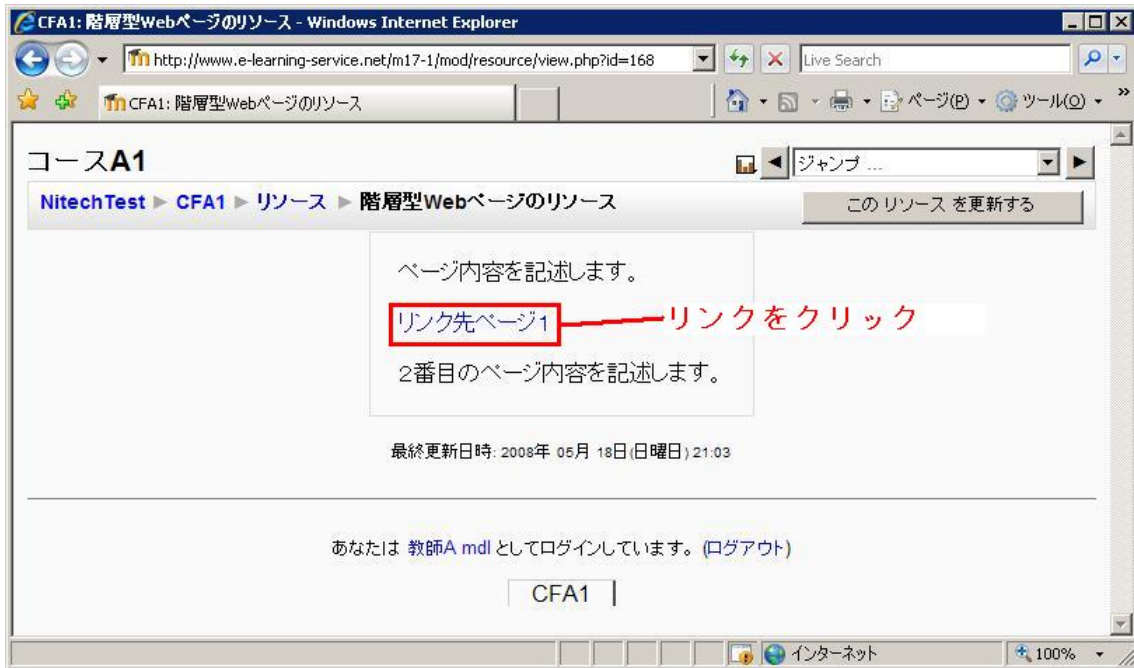 CFA1: 階層型Webページのリソース - Windows Internet Explorer
http://www.e-learning-service.net/m17-1/mod/resource/view.php?id=168
Live Search
CFA1: 階層型Webページのリソース
ページ(P)
ツール(O)
コースA1
ジャンプ ...
NitechTest ► CFA1 ► リソース ► 階層型Webページのリソース
この リソース を更新する
ページ内容を記述します。
リンク先ページ1
リンクをクリック
2番目のページ内容を記述します。
最終更新日時: 2008年 05月 18日(日曜日) 21:03
あなたは 教師A mdl としてログインしています。(ログアウト)
CFA1
インターネット
100%